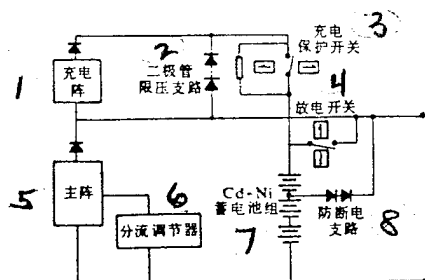 充电
保护开关
3
2
二极管
限压支路
1
充电
阵
4
放电开关
5
主阵
6
分流调节器
Cd-Ni
蓄电池组
7
防断电
支路
8